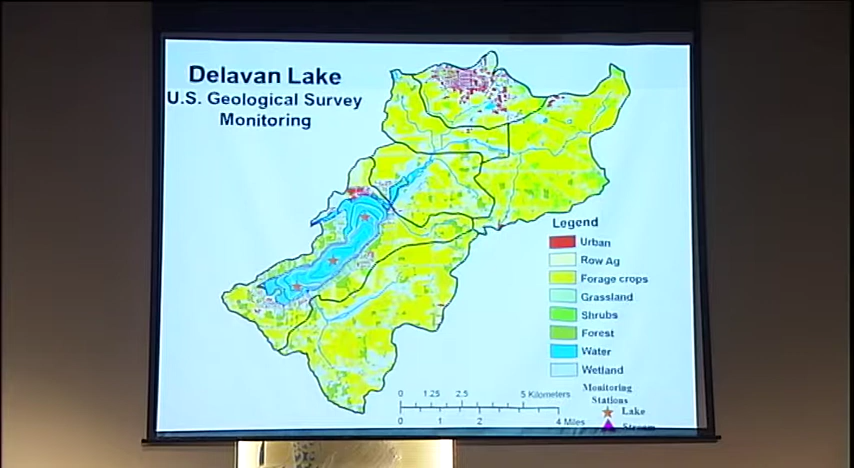 Delavan Lake
U.S. Geological Survey
Monitoring
Legend
Urban
Row Ag
Forage crops
Grassland
Shrubs
Forest
Water
Wetland
Monitoring
Stations
Lake
Stream
0 1.25 2.5 5 Kilometers
0 1 2 4 Miles